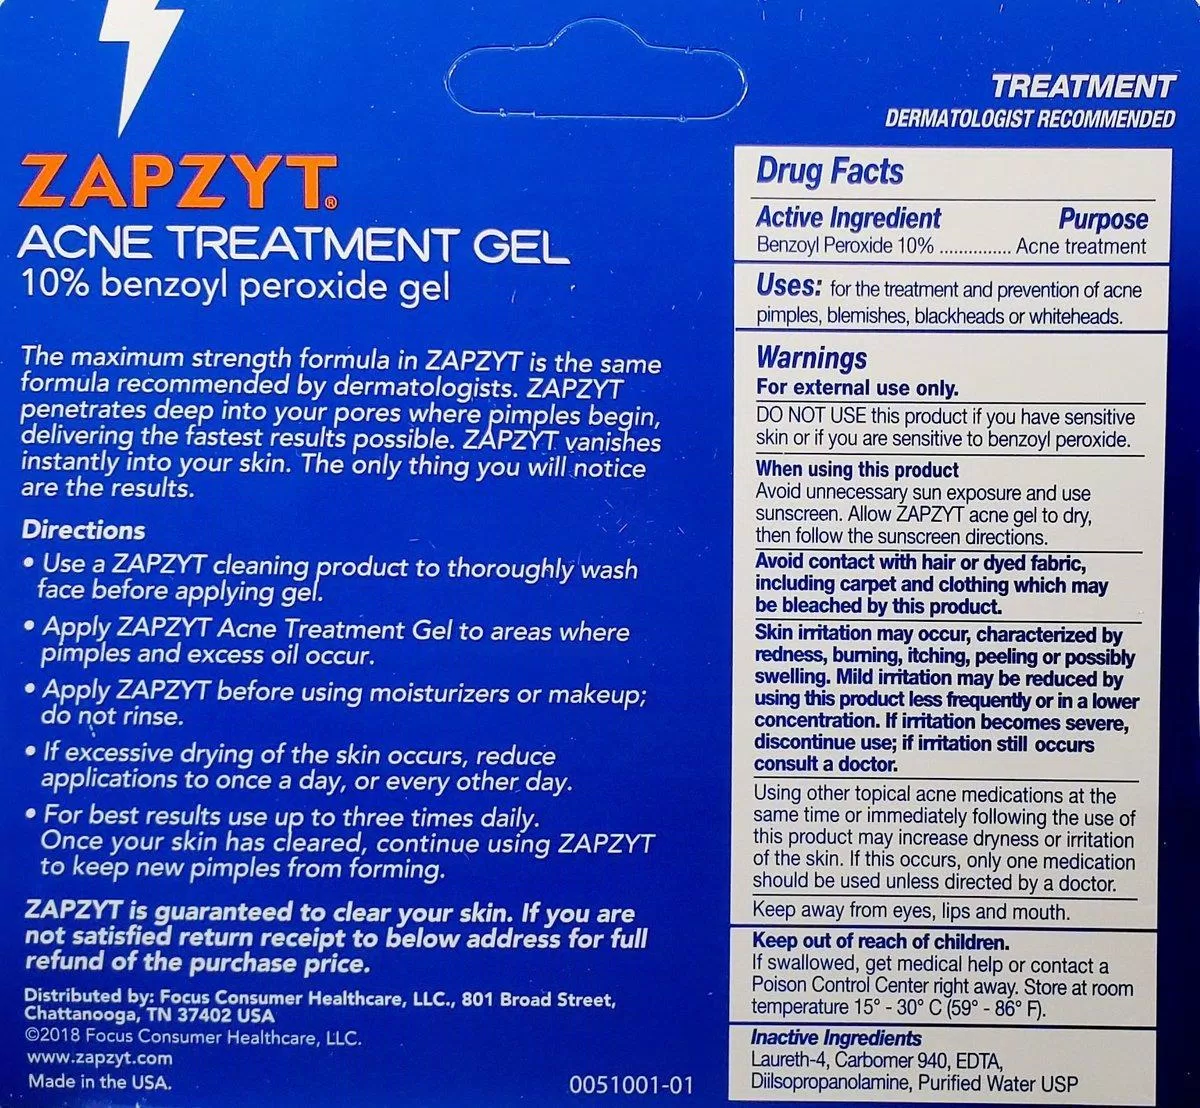 ZAPZYT®
ACNE TREATMENT GEL
10% benzoyl peroxide gel
The maximum strength formula in ZAPZYT is the same
formula recommended by dermatologists. ZAPZYT
penetrates deep into your pores where pimples begin,
delivering the fastest results possible. ZAPZYT vanishes
instantly into your skin. The only thing you will notice
are the results.
Directions
• Use a ZAPZYT cleaning product to thoroughly wash
face before applying gel.
• Apply ZAPZYT Acne Treatment Gel to areas where
pimples and excess oil occur.
• Apply ZAPZYT before using moisturizers or makeup;
do not rinse.
• If excessive drying of the skin occurs, reduce
applications to once a day, or every other day.
• For best results use up to three times daily.
Once your skin has cleared, continue using ZAPZYT
to keep new pimples from forming.
ZAPZYT is guaranteed to clear your skin. If you are
not satisfied return receipt to below address for full
refund of the purchase price.
Distributed by: Focus Consumer Healthcare, LLC., 801 Broad Street,
Chattanooga, TN 37402 USA
©2018 Focus Consumer Healthcare, LLC.
www.zapzyt.com
Made in the USA.
0051001-01
TREATMENT
DERMATOLOGIST RECOMMENDED
Drug Facts
Active Ingredient Purpose
Benzoyl Peroxide 10% ............... Acne treatment
Uses: for the treatment and prevention of acne
pimples, blemishes, blackheads or whiteheads.
Warnings
For external use only.
DO NOT USE this product if you have sensitive
skin or if you are sensitive to benzoyl peroxide.
When using this product
Avoid unnecessary sun exposure and use
sunscreen. Allow ZAPZYT acne gel to dry,
then follow the sunscreen directions.
Avoid contact with hair or dyed fabric,
including carpet and clothing which may
be bleached by this product.
Skin irritation may occur, characterized by
redness, burning, itching, peeling or possibly
swelling. Mild irritation may be reduced by
using this product less frequently or in a lower
concentration. If irritation becomes severe,
discontinue use; if irritation still occurs
consult a doctor.
Using other topical acne medications at the
same time or immediately following the use of
this product may increase dryness or irritation
of the skin. If this occurs, only one medication
should be used unless directed by a doctor.
Keep away from eyes, lips and mouth.
Keep out of reach of children.
If swallowed, get medical help or contact a
Poison Control Center right away. Store at room
temperature 15° - 30° C (59° - 86° F).
Inactive Ingredients
Laureth-4, Carbomer 940, EDTA,
Diilsopropanolamine, Purified Water USP